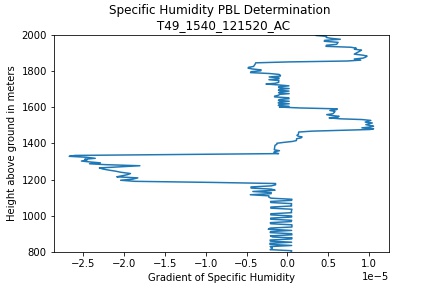 Specific Humidity PBL Determination
T49_1540_121520_AC
Height above ground in meters
2000
1800
1600
1400
1200
1000
800
−2.5 −2.0 −1.5 −1.0 −0.5 0.0 0.5 1.0
1e−5
Gradient of Specific Humidity